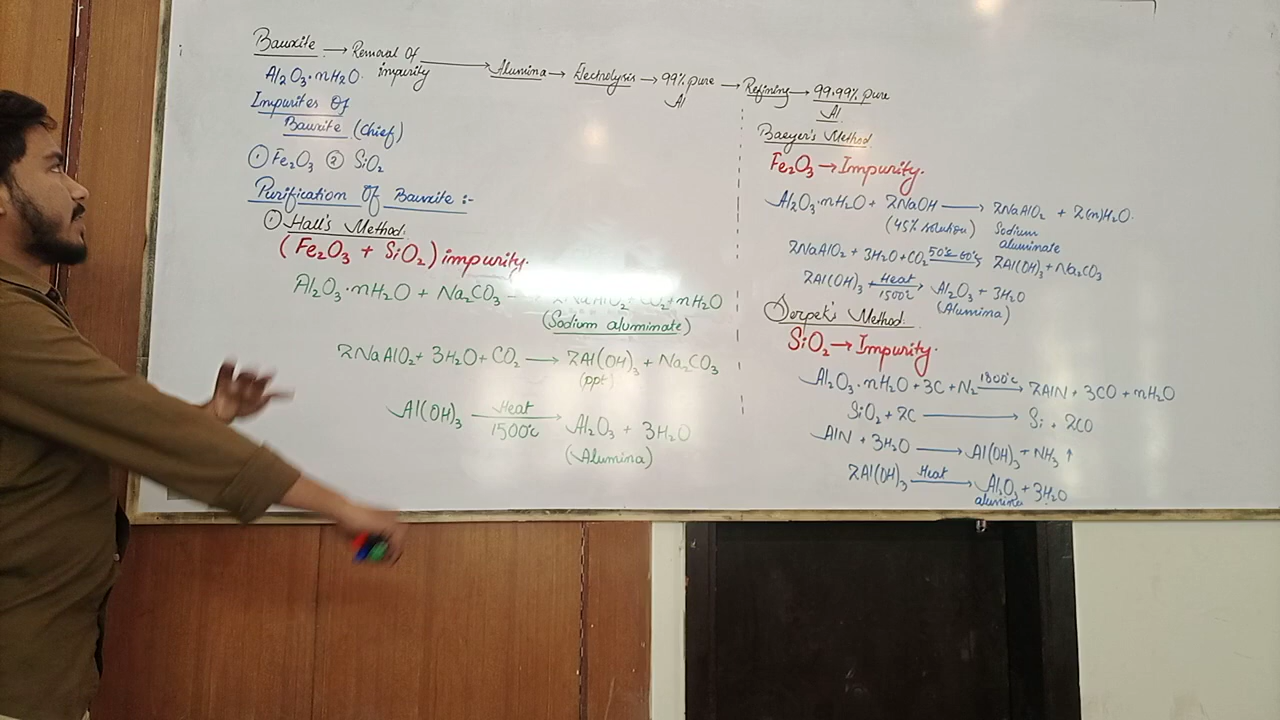 Bauxite → Removal Of impurity → Alumina → Electrolysis → 99% pure Al → Refining → 99.99% pure Al.
Al₂O₃·nH₂O
Impurites Of
Bauxite (Chief)
① Fe₂O₃ ② SiO₂
Purification Of Bauxite :-
① Hall's Method.
(Fe₂O₃ + SiO₂) impurity.
Al₂O₃·nH₂O + Na₂CO₃ + nH₂O
(Sodium aluminate)
2NaAlO₂ + 3H₂O + CO₂ → 2Al(OH)₃ + Na₂CO₃
(ppt)
Al(OH)₃ Heat 1500°c → Al₂O₃ + 3H₂O
(Alumina)
Baeyer's Method
Fe₂O₃ → Impurity.
Al₂O₃·nH₂O + 2NaOH → 2NaAlO₂ + 2(n)H₂O.
(45% solution) Sodium
aluminate
2NaAlO₂ + 3H₂O + CO₂ 50°c-60°c 2Al(OH)₃ + Na₂CO₃
2Al(OH)₃ Heat 1500°c → Al₂O₃ + 3H₂O
(Alumina)
Serpek's Method.
SiO₂ → Impurity.
Al₂O₃·nH₂O + 3C + N₂ 1800°c → 2AlN + 3CO + nH₂O
SiO₂ + 2C → Si + 2CO
AlN + 3H₂O → Al(OH)₃ + NH₃ ↑
2Al(OH)₃ Heat → Al₂O₃ + 3H₂O
alumina